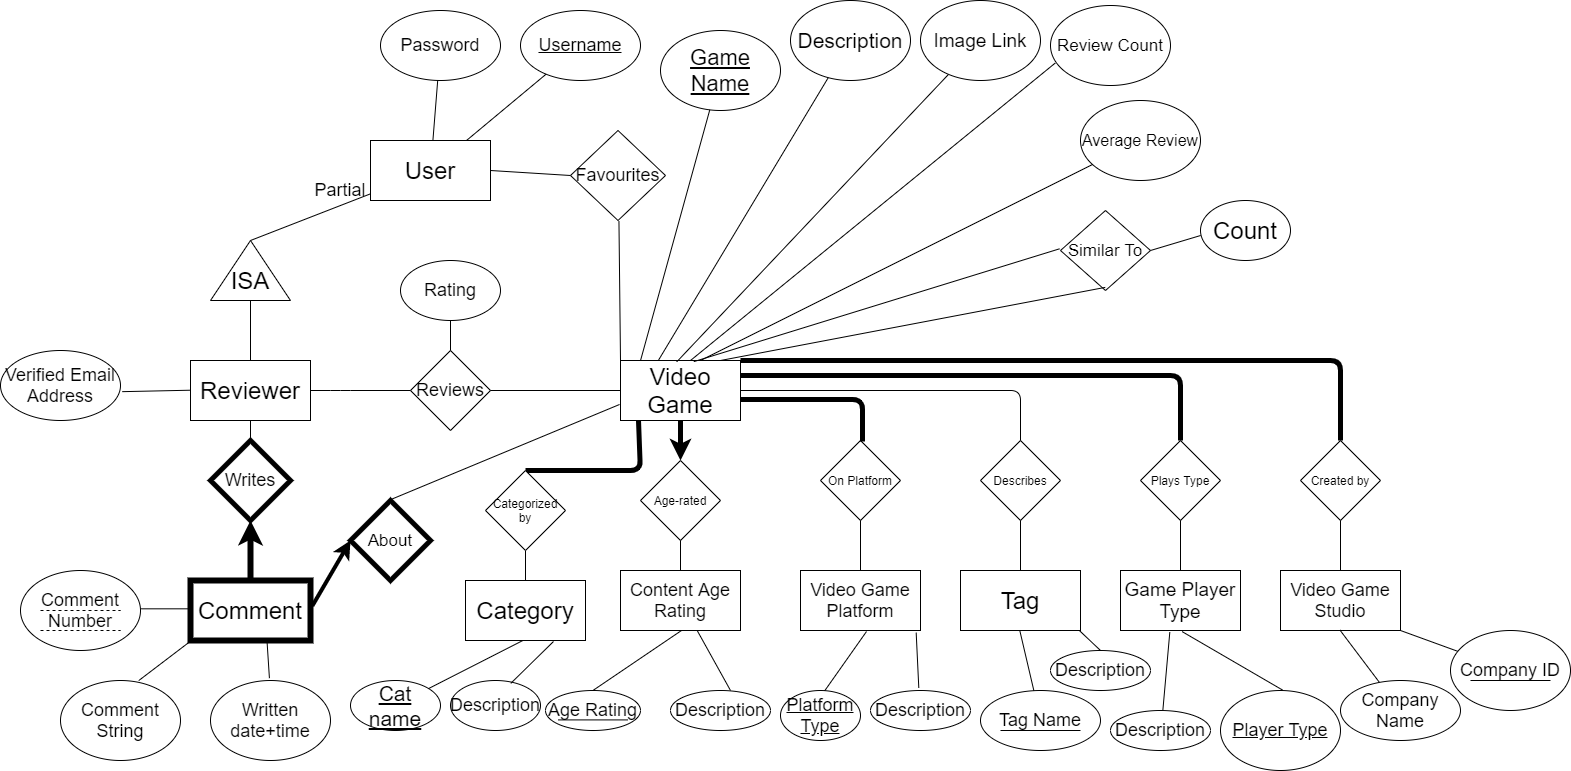 Password
Username
Game
Name
Description
Image Link
Review Count
Average Review
User
Favourites
Partial
Similar To
Count
ISA
Rating
Verified Email
Address
Reviewer
Reviews
Video
Game
Writes
Categorized
by
Age-rated
On Platform
Describes
Plays Type
Created by
About
Comment
Number
Comment
Category
Content Age
Rating
Video Game
Platform
Tag
Game Player
Type
Video Game
Studio
Comment
String
Written
date+time
Cat
name
Description
Age Rating
Description
Platform
Type
Description
Tag Name
Description
Description
Player Type
Company
Name
Company ID